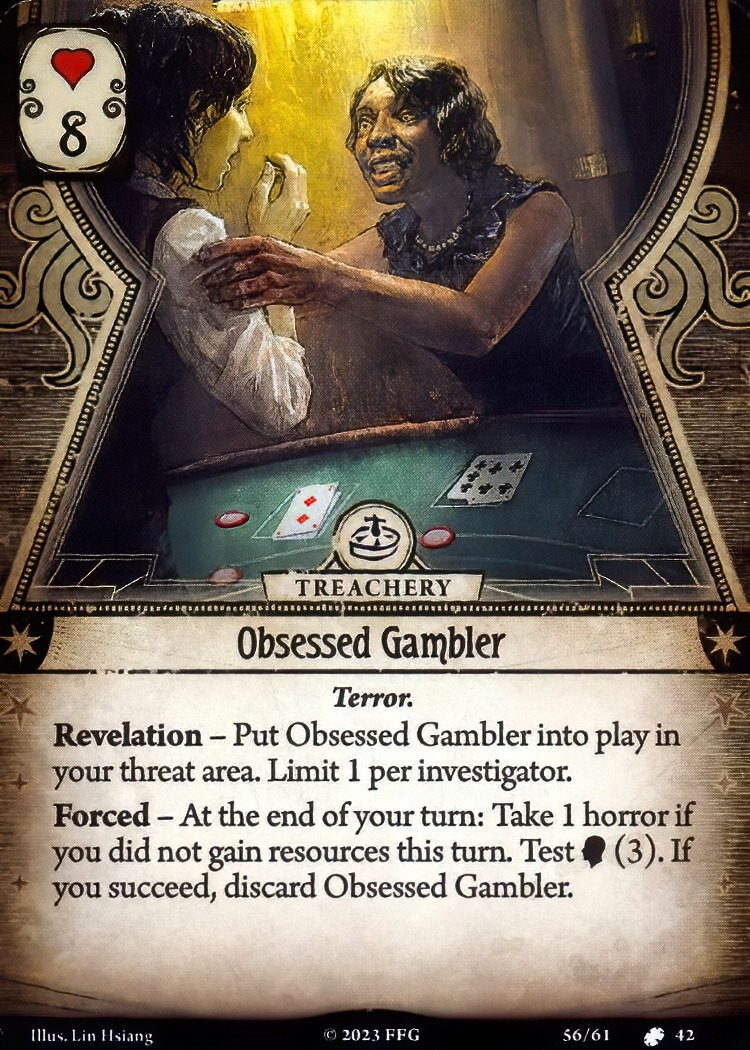 8
TREACHERY
Obsessed Gambler
Terror.
Revelation – Put Obsessed Gambler into play in
your threat area. Limit 1 per investigator.
Forced – At the end of your turn: Take 1 horror if
you did not gain resources this turn. Test (3). If
you succeed, discard Obsessed Gambler.
Illus. Lin Hsiang © 2023 FFG 56/61 42